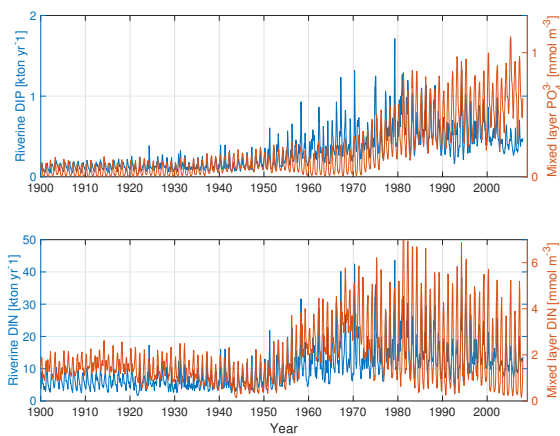 2
1
0
Riverine DIP [kton yr^-1]
1
0
Mixed layer PO₄³⁻ [mmol m⁻³]
1900 1910 1920 1930 1940 1950 1960 1970 1980 1990 2000
50
40
30
20
10
0
Riverine DIN [kton yr^-1]
6
4
2
0
Mixed layer DIN [mmol m⁻³]
1900 1910 1920 1930 1940 1950 1960 1970 1980 1990 2000
Year